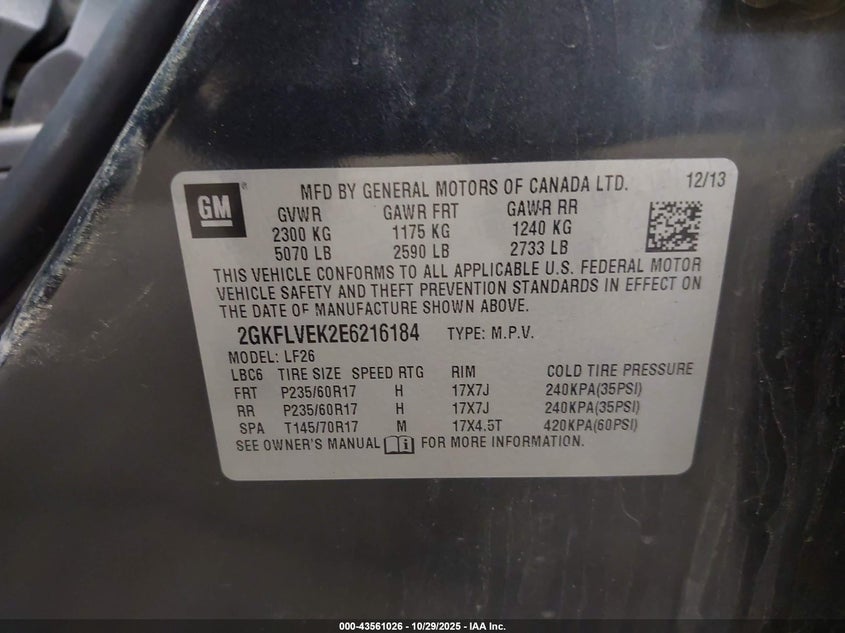 GM MFD BY GENERAL MOTORS OF CANADA LTD. 12/13
GVWR GAWR FRT GAWR RR
2300 KG 1175 KG 1240 KG
5070 LB 2590 LB 2733 LB
THIS VEHICLE CONFORMS TO ALL APPLICABLE U.S. FEDERAL MOTOR
VEHICLE SAFETY AND THEFT PREVENTION STANDARDS IN EFFECT ON
THE DATE OF MANUFACTURE SHOWN ABOVE.
2GKFLVEK2E6216184 TYPE: M.P.V.
MODEL: LF26
LBC6 TIRE SIZE SPEED RTG RIM COLD TIRE PRESSURE
FRT P235/60R17 H 17X7J 240KPA(35PSI)
RR P235/60R17 H 17X7J 240KPA(35PSI)
SPA T145/70R17 M 17X4.5T 420KPA(60PSI)
SEE OWNER'S MANUAL i FOR MORE INFORMATION.
000-43561026 - 10/29/2025 - IAA Inc.